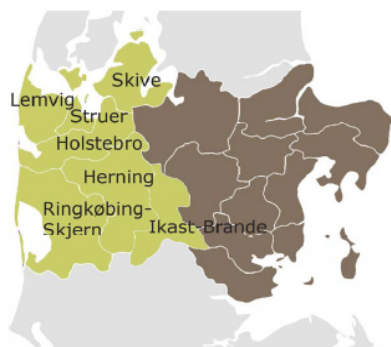 Skive
Lemvig
Struer
Holstebro
Herning
Ringkøbing-
Skjern
Ikast-Brande